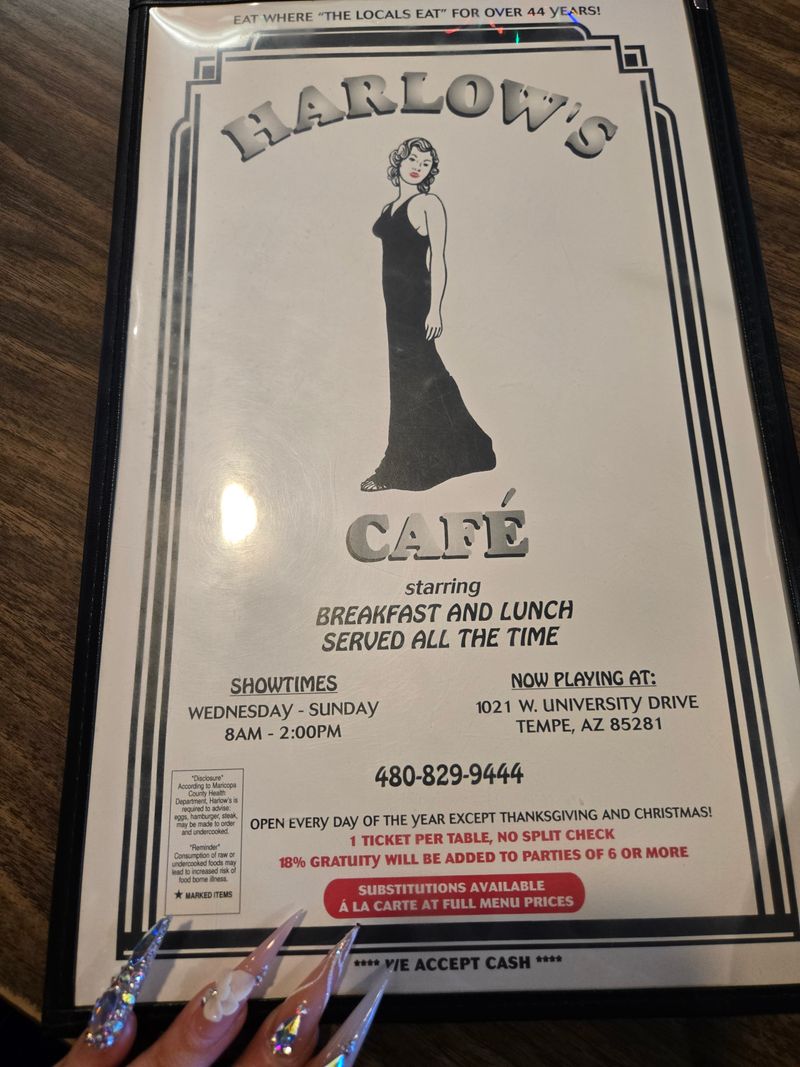 EAT WHERE "THE LOCALS EAT" FOR OVER 44 YEARS!
HARLOW'S
CAFÉ
starring
BREAKFAST AND LUNCH
SERVED ALL THE TIME
SHOWTIMES
WEDNESDAY - SUNDAY
8AM - 2:00PM
NOW PLAYING AT:
1021 W. UNIVERSITY DRIVE
TEMPE, AZ 85281
480-829-9444
"Disclosure"
According to Maricopa
County Health
Department, Harlow's is
required to advise:
eggs, hamburger, steak,
may be made to order
and undercooked.
"Reminder"
Consumption of raw or
undercooked foods may
lead to increased risk of
food borne illness.
★ MARKED ITEMS
OPEN EVERY DAY OF THE YEAR EXCEPT THANKSGIVING AND CHRISTMAS!
1 TICKET PER TABLE, NO SPLIT CHECK
18% GRATUITY WILL BE ADDED TO PARTIES OF 6 OR MORE
SUBSTITUTIONS AVAILABLE
Á LA CARTE AT FULL MENU PRICES
**** WE ACCEPT CASH ****